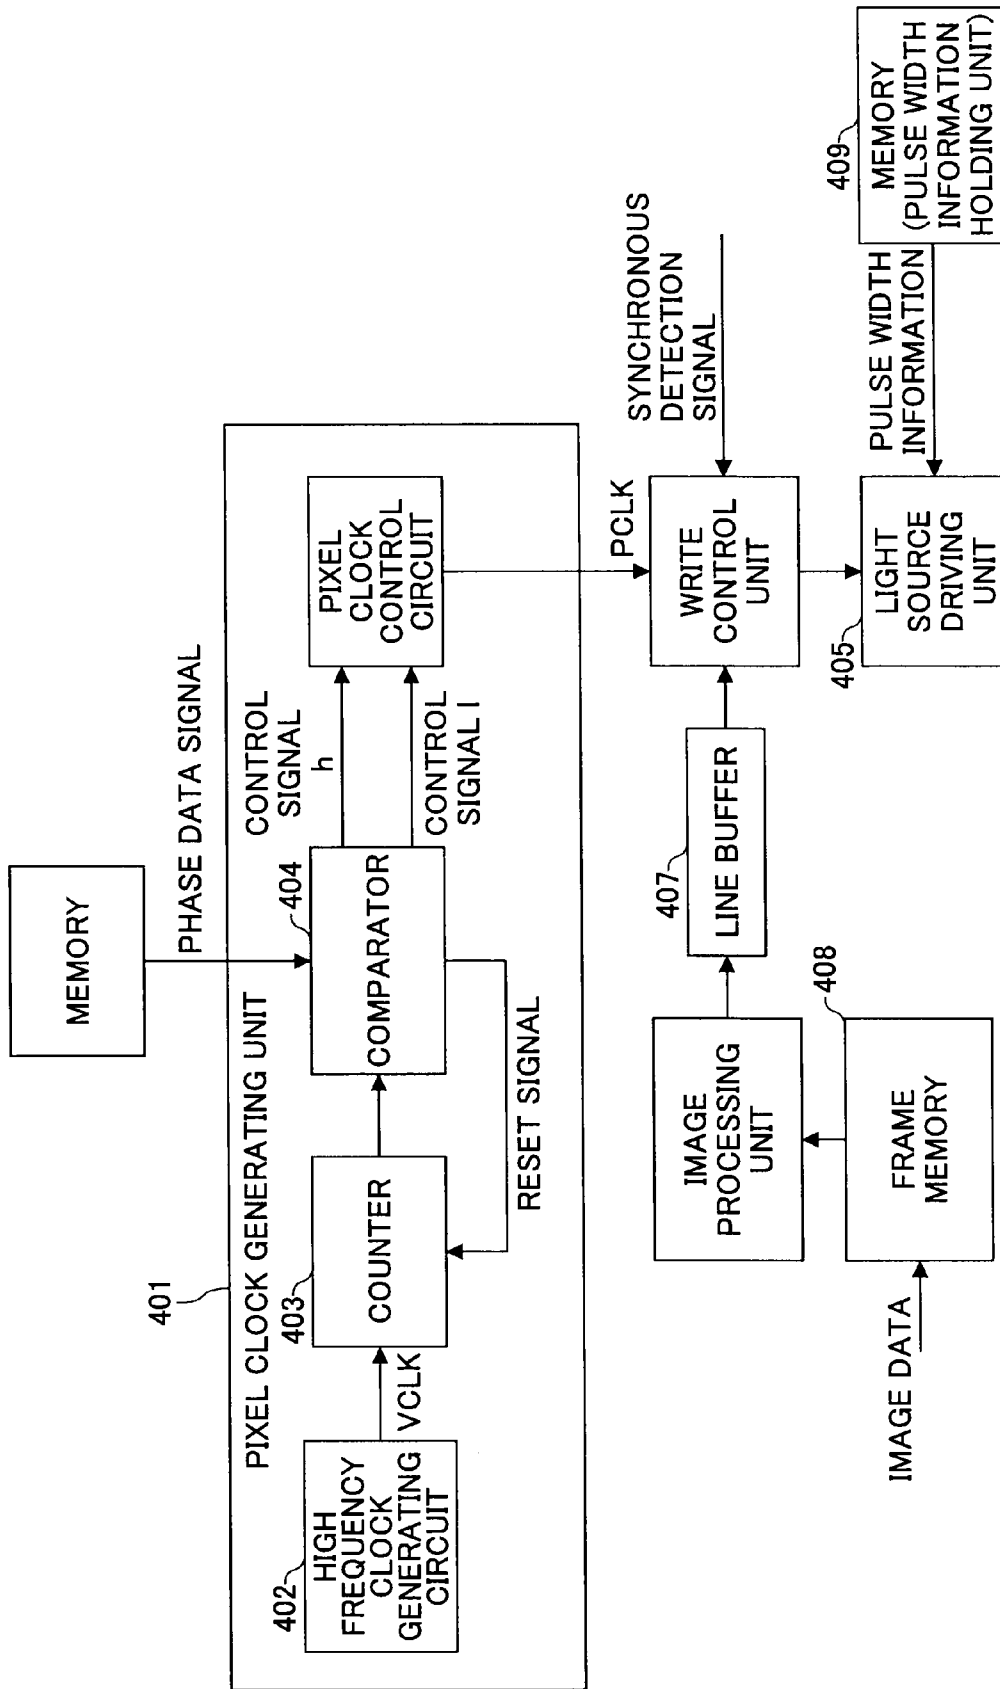 MEMORY
PHASE DATA SIGNAL
401
PIXEL CLOCK GENERATING UNIT
402
HIGH
FREQUENCY
CLOCK
GENERATING
CIRCUIT
VCLK
403
COUNTER
404
COMPARATOR
RESET SIGNAL
CONTROL
SIGNAL
h
CONTROL
SIGNAL l
PIXEL
CLOCK
CONTROL
CIRCUIT
PCLK
SYNCHRONOUS
DETECTION
SIGNAL
IMAGE DATA
408
FRAME
MEMORY
IMAGE
PROCESSING
UNIT
407
LINE BUFFER
WRITE
CONTROL
UNIT
405
LIGHT
SOURCE
DRIVING
UNIT
PULSE WIDTH
INFORMATION
409
MEMORY
(PULSE WIDTH
INFORMATION
HOLDING UNIT)